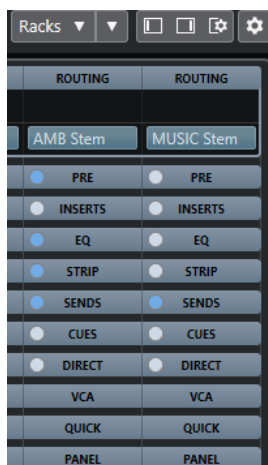 Racks
ROUTING ROUTING
AMB Stem MUSIC Stem
PRE PRE
INSERTS INSERTS
EQ EQ
STRIP STRIP
SENDS SENDS
CUES CUES
DIRECT DIRECT
VCA VCA
QUICK QUICK
PANEL PANEL